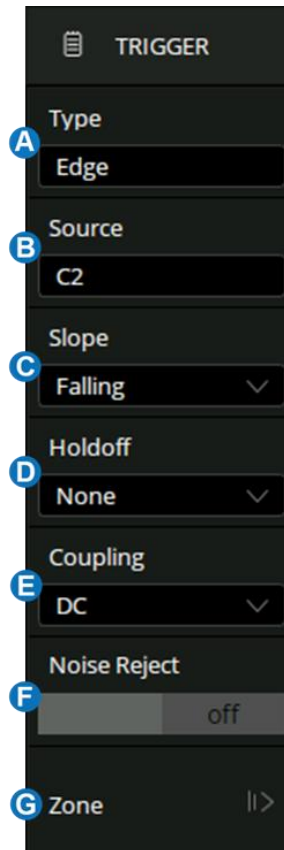 TRIGGER
Type
A
Edge
Source
B
C2
Slope
C
Falling
Holdoff
D
None
Coupling
E
DC
Noise Reject
F
off
G Zone